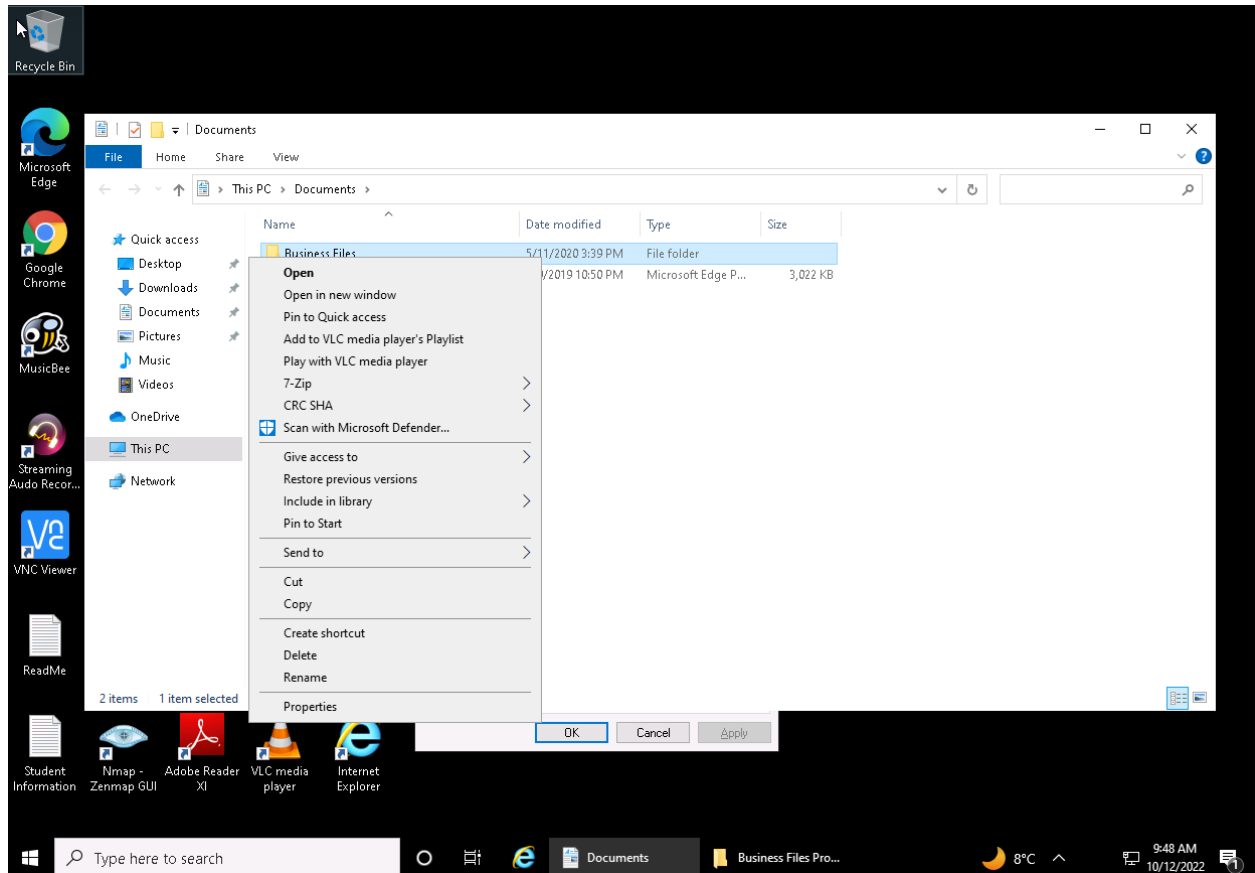 Recycle Bin
Microsoft
Edge
Google
Chrome
MusicBee
Streaming
Audo Recor...
VNC Viewer
ReadMe
Student
Information
Nmap -
Zenmap GUI
Adobe Reader
XI
VLC media
player
Internet
Explorer
Documents
File Home Share View
This PC > Documents >
Quick access
Desktop
Downloads
Documents
Pictures
Music
Videos
OneDrive
This PC
Network
Name Date modified Type Size
Business Files 5/11/2020 3:39 PM File folder
/2019 10:50 PM Microsoft Edge P... 3,022 KB
Open
Open in new window
Pin to Quick access
Add to VLC media player's Playlist
Play with VLC media player
7-Zip
CRC SHA
Scan with Microsoft Defender...
Give access to
Restore previous versions
Include in library
Pin to Start
Send to
Cut
Copy
Create shortcut
Delete
Rename
Properties
2 items 1 item selected
OK Cancel Apply
Type here to search
Documents
Business Files Pro...
8°C
9:48 AM
10/12/2022
1